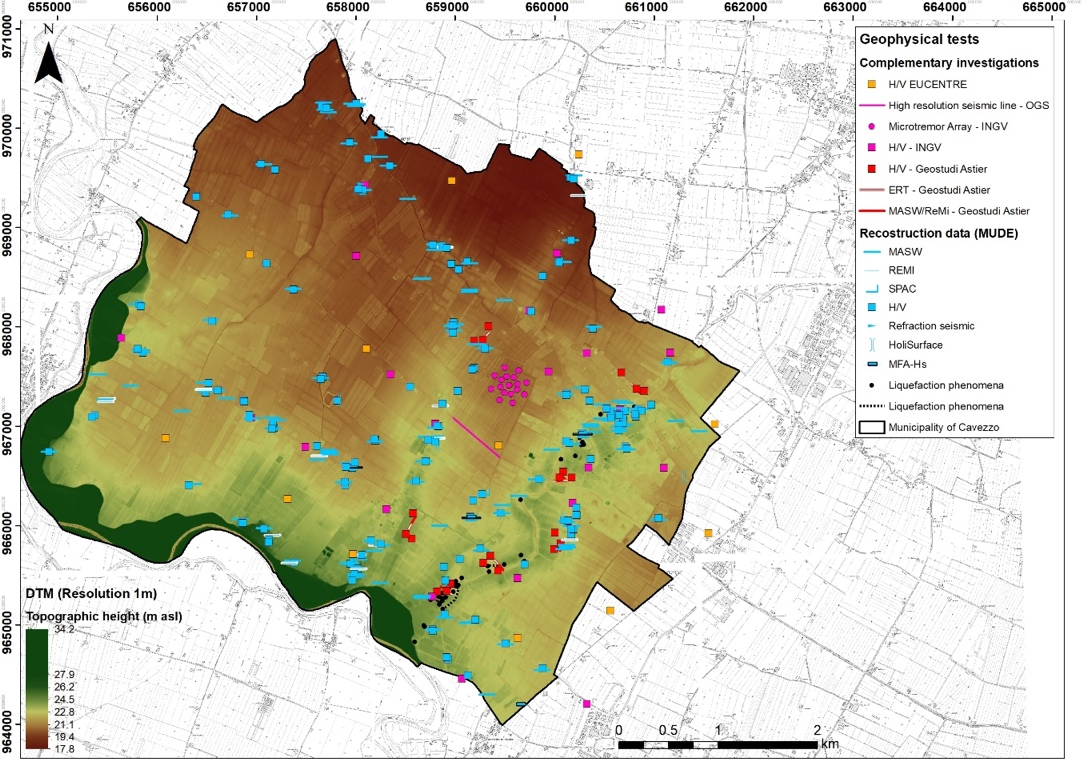 655000 656000 657000 658000 659000 660000 661000 662000 663000 664000 665000
971000
970000
969000
968000
967000
966000
965000
964000
N
Geophysical tests
Complementary investigations
H/V EUCENTRE
High resolution seismic line - OGS
Microtremor Array - INGV
H/V - INGV
H/V - Geostudi Astier
ERT - Geostudi Astier
MASW/ReMi - Geostudi Astier
Recostruction data (MUDE)
MASW
REMI
SPAC
H/V
Refraction seismic
HoliSurface
MFA-Hs
Liquefaction phenomena
Liquefaction phenomena
Municipality of Cavezzo
DTM (Resolution 1m)
Topographic height (m asl)
34.2
27.9
26.2
24.5
22.8
21.1
19.4
17.8
0 0.5 1 2
km